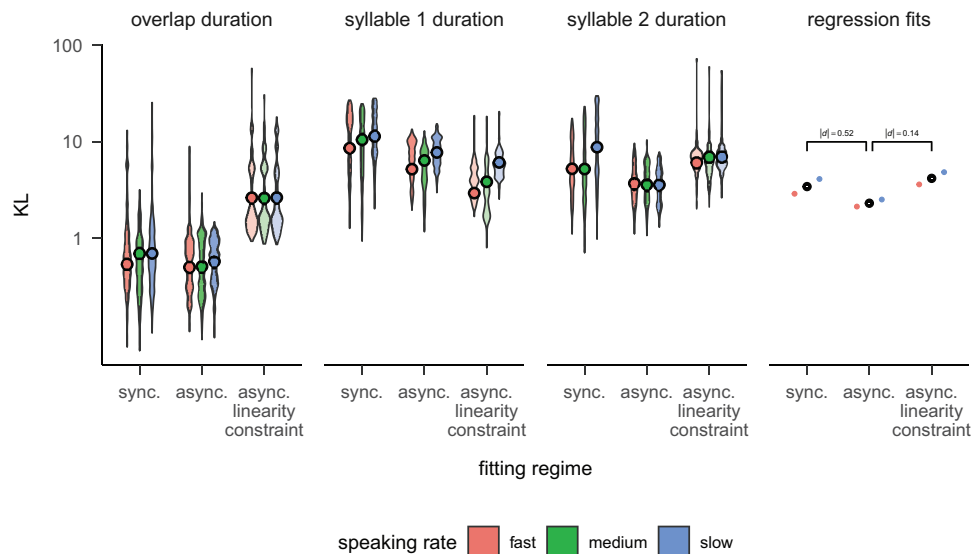 overlap duration
syllable 1 duration
syllable 2 duration
regression fits
KL
100
10
1
|d| = 0.52
|d| = 0.14
sync.
async.
async.
linearity
constraint
sync.
async.
async.
linearity
constraint
sync.
async.
async.
linearity
constraint
sync.
async.
async.
linearity
constraint
fitting regime
speaking rate fast medium slow